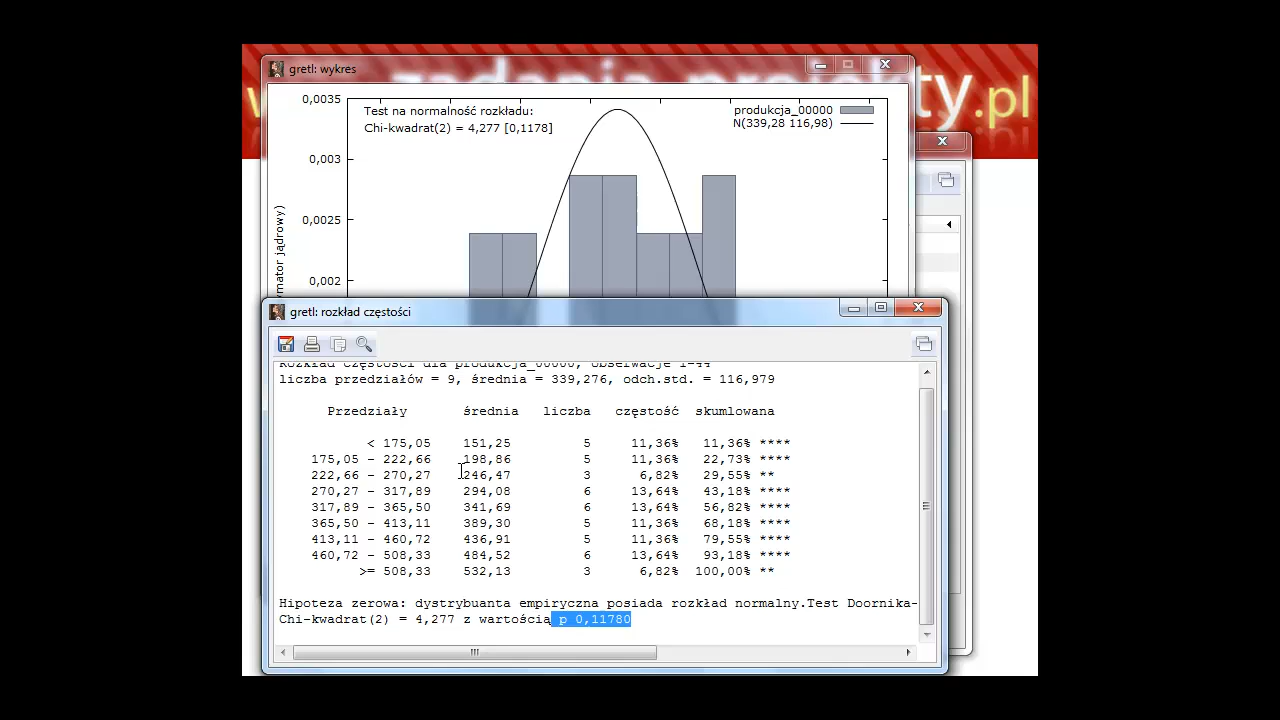 gretl: wykres
.pl
0,0035
Test na normalność rozkładu:
Chi-kwadrat(2) = 4,277 [0,1178]
produkcja_00000
N(339,28 116,98)
0,003
0,0025
0,002
mator jądrowy)
gretl: rozkład częstości
Rozkład częstości dla produkcja_00000, obserwacje 1-44
liczba przedziałów = 9, średnia = 339,276, odch.std. = 116,979
Przedziały średnia liczba częstość skumlowana
< 175,05 151,25 5 11,36% 11,36% ****
175,05 - 222,66 198,86 5 11,36% 22,73% ****
222,66 - 270,27 246,47 3 6,82% 29,55% **
270,27 - 317,89 294,08 6 13,64% 43,18% ****
317,89 - 365,50 341,69 6 13,64% 56,82% ****
365,50 - 413,11 389,30 5 11,36% 68,18% ****
413,11 - 460,72 436,91 5 11,36% 79,55% ****
460,72 - 508,33 484,52 6 13,64% 93,18% ****
>= 508,33 532,13 3 6,82% 100,00% **
Hipoteza zerowa: dystrybuanta empiryczna posiada rozkład normalny.Test Doornika-
Chi-kwadrat(2) = 4,277 z wartością p 0,11780